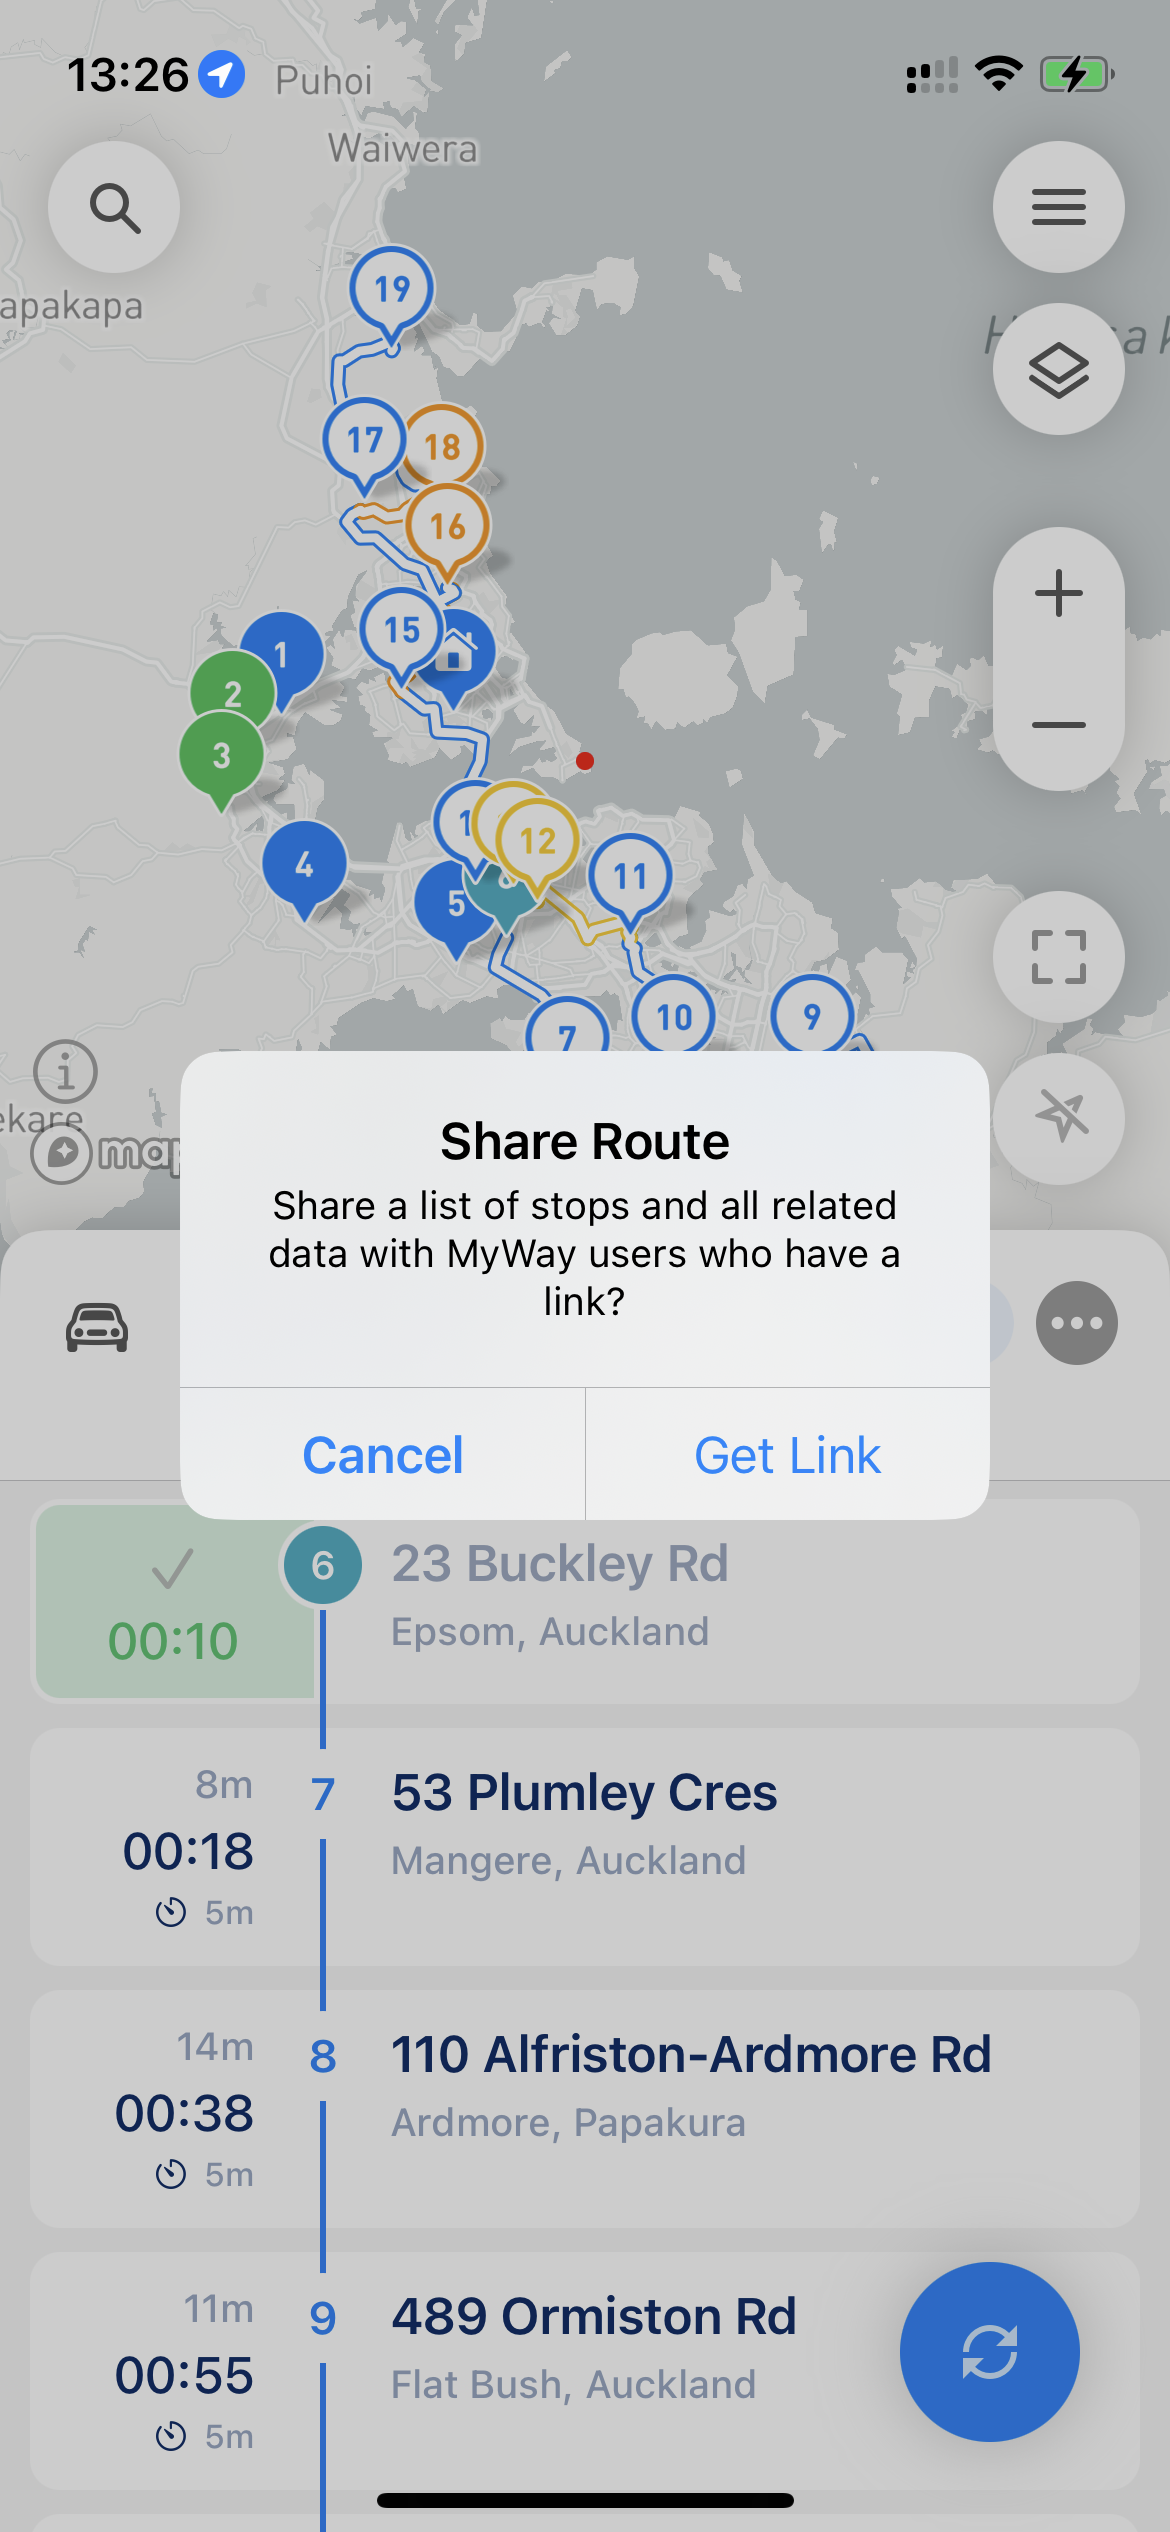 13:26
Puhoi
Waiwera
apakapa
19
17
18
16
15
1
2
3
4
5
12
11
7
10
9
ekare
Share Route
Share a list of stops and all related
data with MyWay users who have a
link?
Cancel
Get Link
00:10
6
23 Buckley Rd
Epsom, Auckland
8m
00:18
5m
7
53 Plumley Cres
Mangere, Auckland
14m
00:38
5m
8
110 Alfriston-Ardmore Rd
Ardmore, Papakura
11m
00:55
5m
9
489 Ormiston Rd
Flat Bush, Auckland